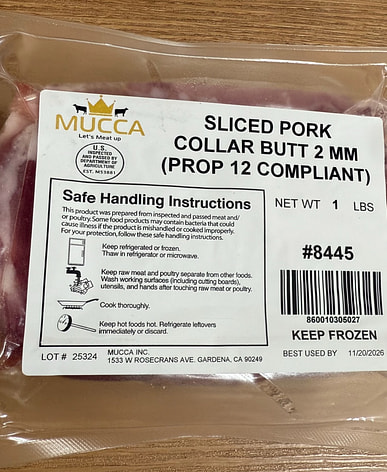 MUCCA
Let's Meat up
U.S.
INSPECTED
AND PASSED BY
DEPARTMENT OF
AGRICULTURE
EST. M53881
SLICED PORK
COLLAR BUTT 2 MM
(PROP 12 COMPLIANT)
Safe Handling Instructions
This product was prepared from inspected and passed meat and/
or poultry. Some food products may contain bacteria that could
cause illness if the product is mishandled or cooked improperly.
For your protection, follow these safe handling instructions.
Keep refrigerated or frozen.
Thaw in refrigerator or microwave.
Keep raw meat and poultry separate from other foods.
Wash working surfaces (including cutting boards),
utensils, and hands after touching raw meat or poultry.
Cook thoroughly.
Keep hot foods hot. Refrigerate leftovers
immediately or discard.
NET WT 1 LBS
#8445
860010305027
KEEP FROZEN
LOT # 25324
MUCCA INC.
1533 W ROSECRANS AVE. GARDENA, CA 90249
BEST USED BY 11/20/2026